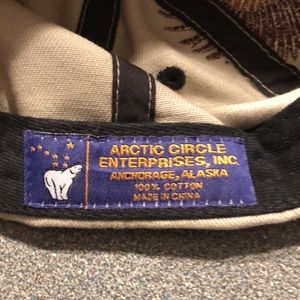 ARCTIC CIRCLE
ENTERPRISES, INC.
ANCHORAGE, ALASKA
100% COTTON
MADE IN CHINA